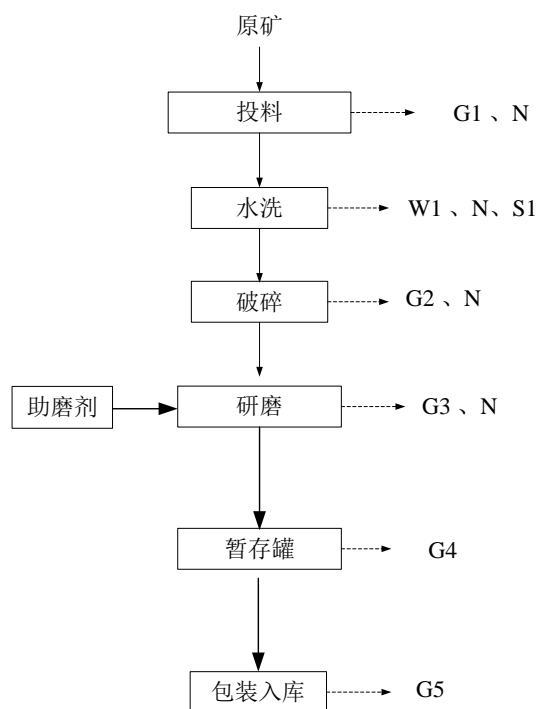 原矿
投料
G1 、N
水洗
W1 、N、S1
破碎
G2 、N
助磨剂
研磨
G3 、N
暂存罐
G4
包装入库
G5